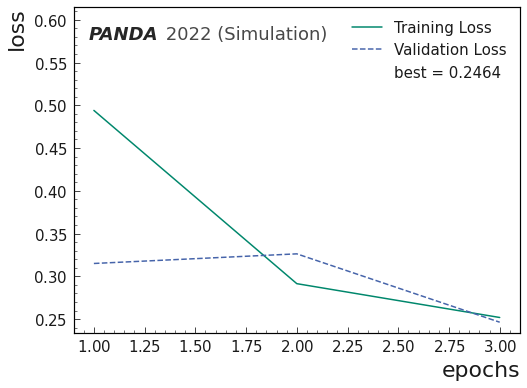 loss
PANDA 2022 (Simulation)
Training Loss
Validation Loss
best = 0.2464
0.60
0.55
0.50
0.45
0.40
0.35
0.30
0.25
1.00 1.25 1.50 1.75 2.00 2.25 2.50 2.75 3.00
epochs